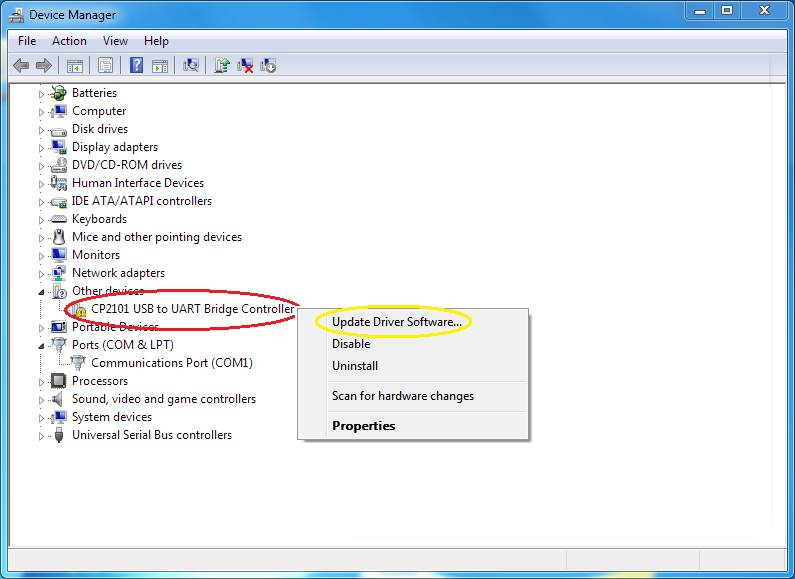 Device Manager
File Action View Help
Batteries
Computer
Disk drives
Display adapters
DVD/CD-ROM drives
Human Interface Devices
IDE ATA/ATAPI controllers
Keyboards
Mice and other pointing devices
Monitors
Network adapters
Other devices
CP2101 USB to UART Bridge Controller
Portable Devices
Ports (COM & LPT)
Communications Port (COM1)
Processors
Sound, video and game controllers
System devices
Universal Serial Bus controllers
Update Driver Software...
Disable
Uninstall
Scan for hardware changes
Properties